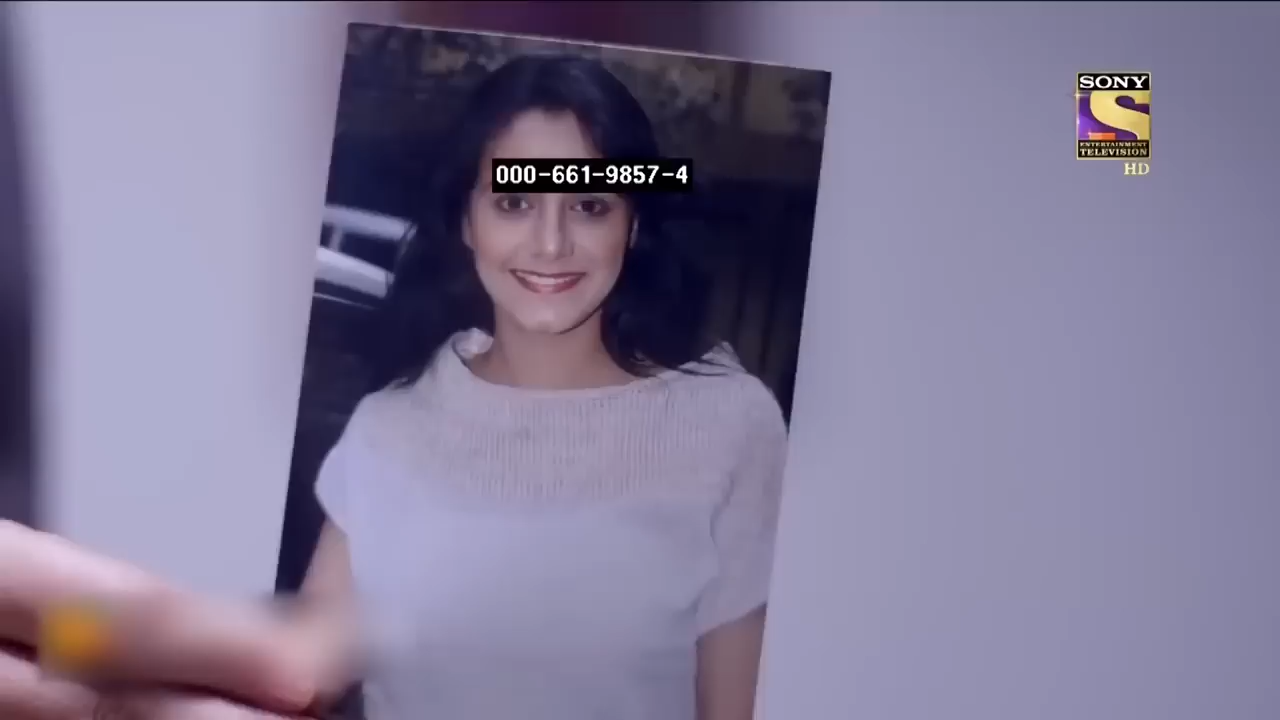 000-661-9857-4
SONY
S
ENTERTAINMENT
TELEVISION
HD